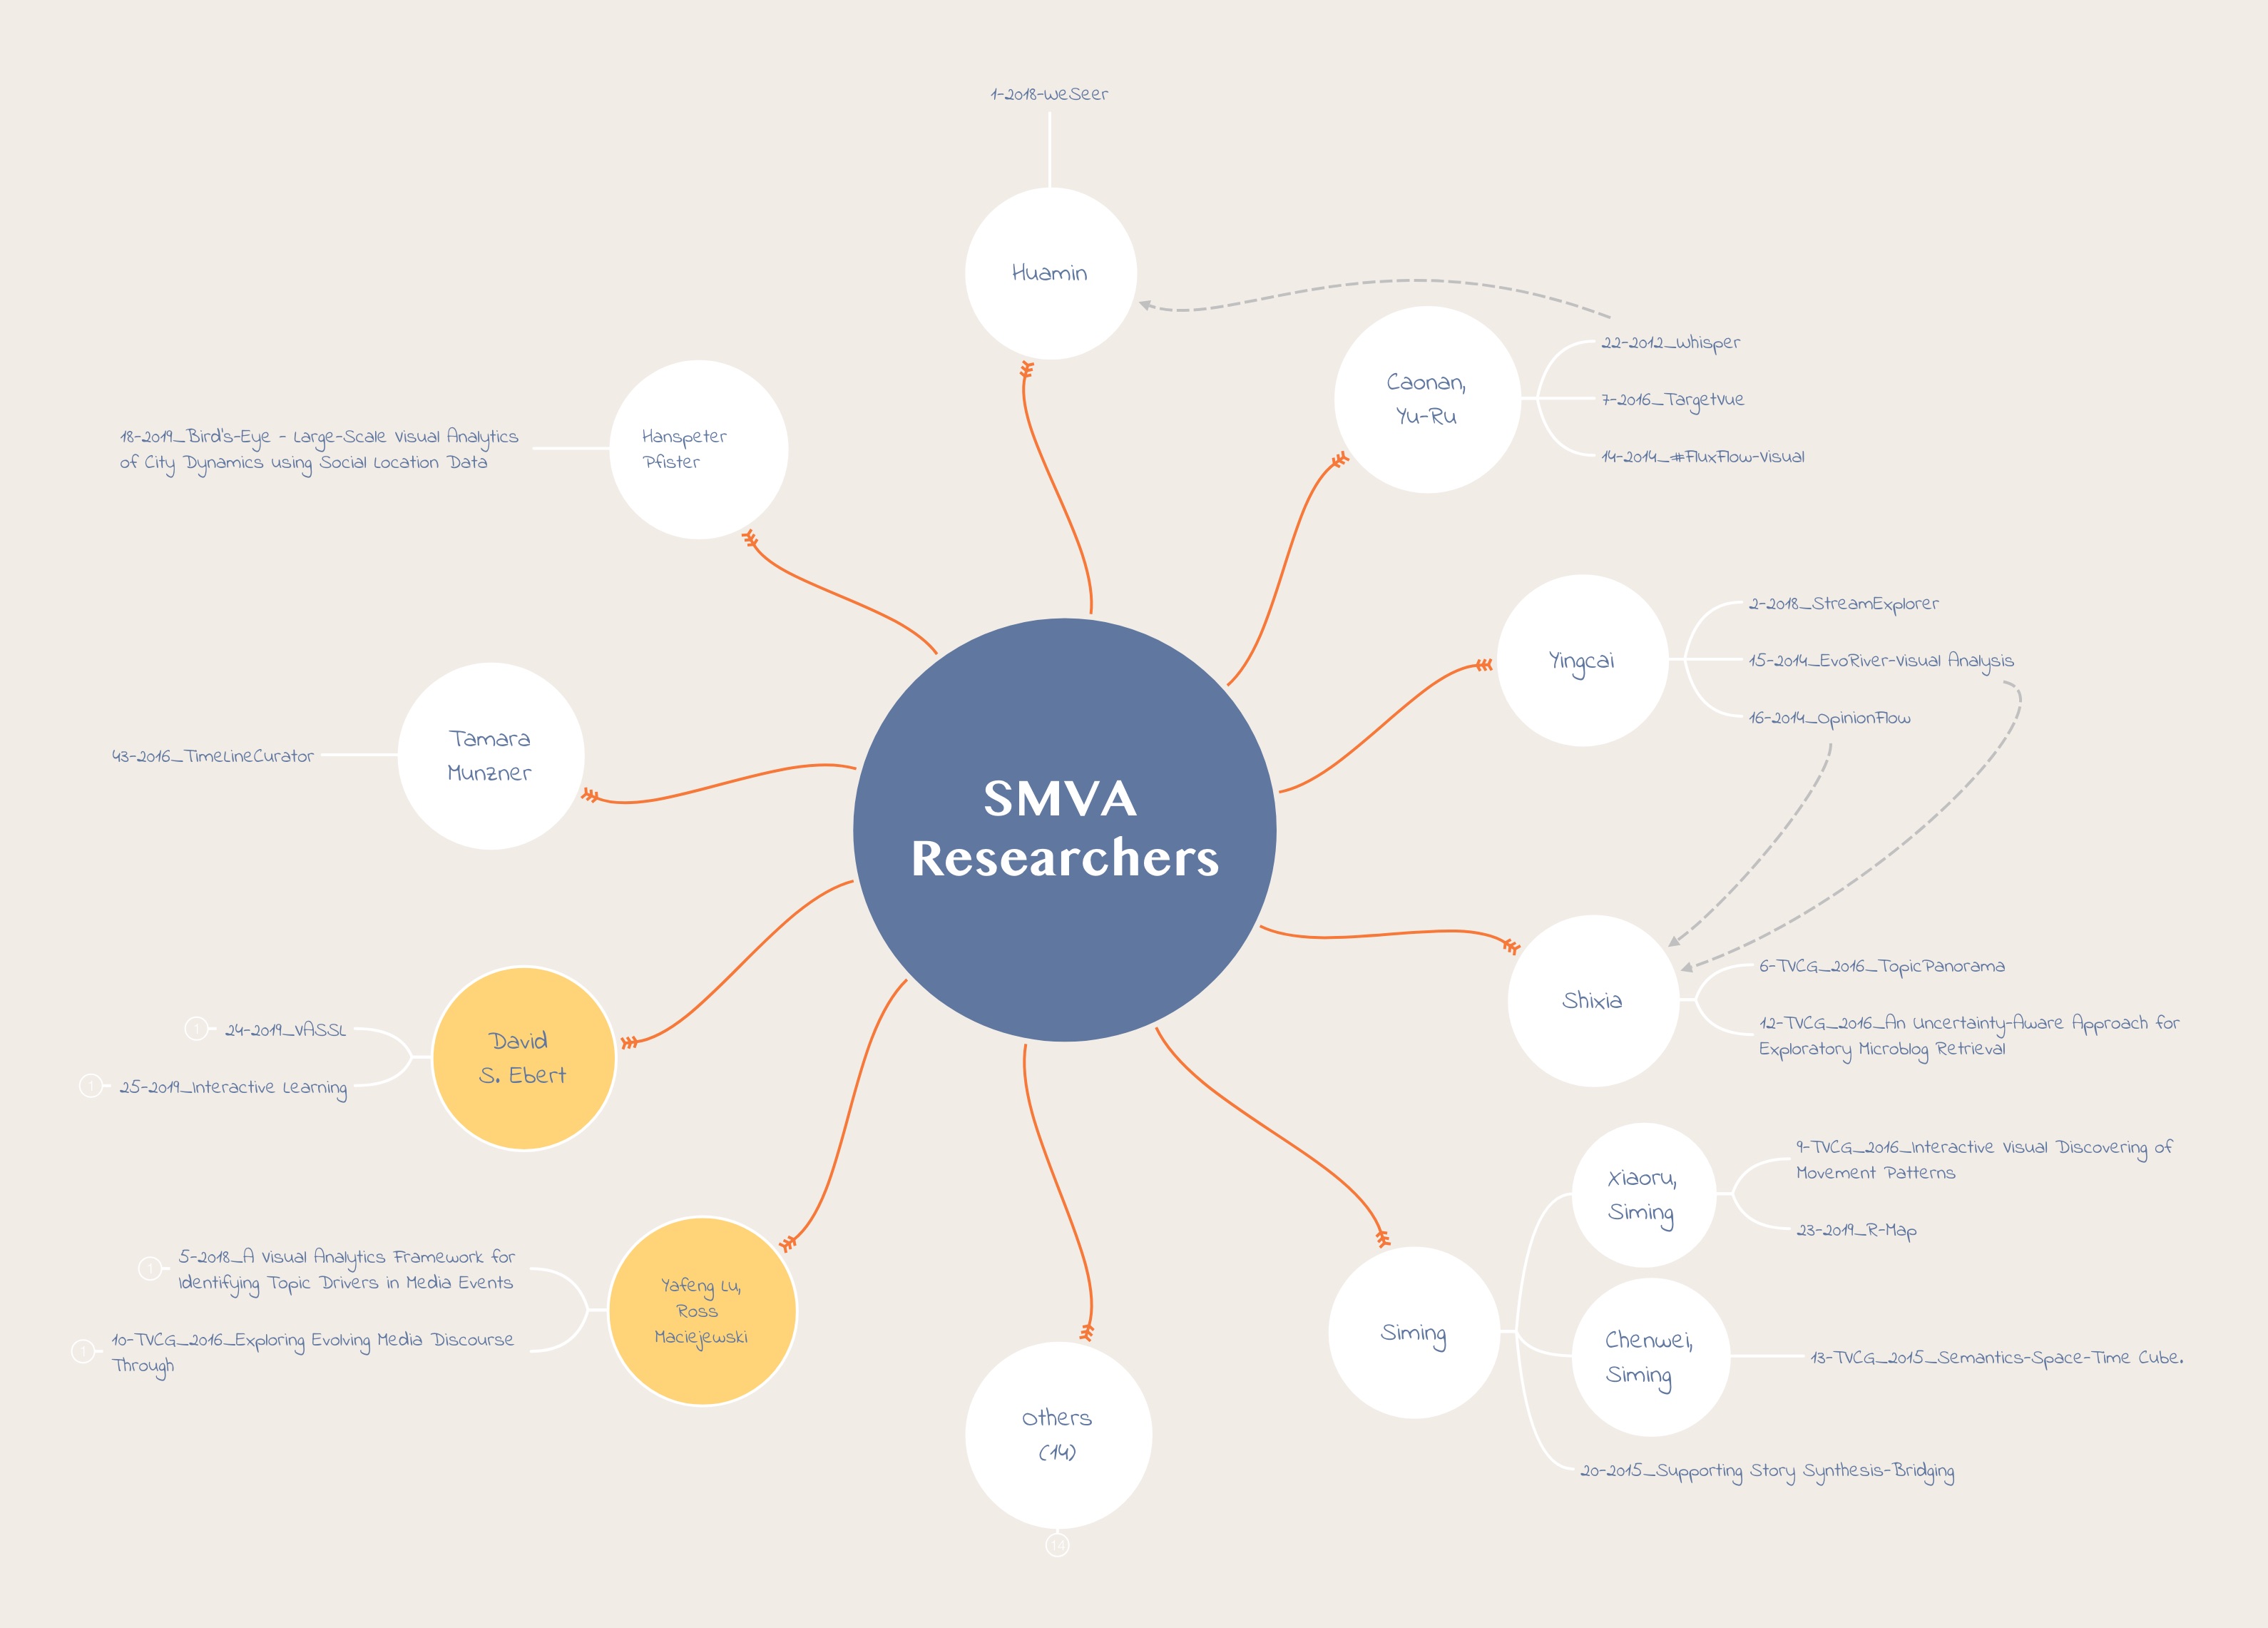 1-2018-WeSeer
Huamin
Caonan,
Yu-Ru
22-2012_Whisper
7-2016_TargetVue
14-2014_#FluxFlow-Visual
Hanspeter
Pfister
18-2019_Bird's-Eye - Large-Scale Visual Analytics
of City Dynamics using Social Location Data
Yingcai
2-2018_StreamExplorer
15-2014_EvoRiver-Visual Analysis
16-2014_OpinionFlow
Tamara
Munzner
43-2016_TimeLineCurator
SMVA
Researchers
Shixia
6-TVCG_2016_TopicPanorama
12-TVCG_2016_An Uncertainty-Aware Approach for
Exploratory Microblog Retrieval
David
S. Ebert
1
24-2019_VASSL
1
25-2019_Interactive Learning
Xiaoru,
Siming
9-TVCG_2016_Interactive Visual Discovering of
Movement Patterns
23-2019_R-Map
Yafeng Lu,
Ross
Maciejewski
1
5-2018_A Visual Analytics Framework for
Identifying Topic Drivers in Media Events
1
10-TVCG_2016_Exploring Evolving Media Discourse
Through
Siming
Chenwei,
Siming
13-TVCG_2015_Semantics-Space-Time Cube.
20-2015_Supporting Story Synthesis-Bridging
Others
(14)
14